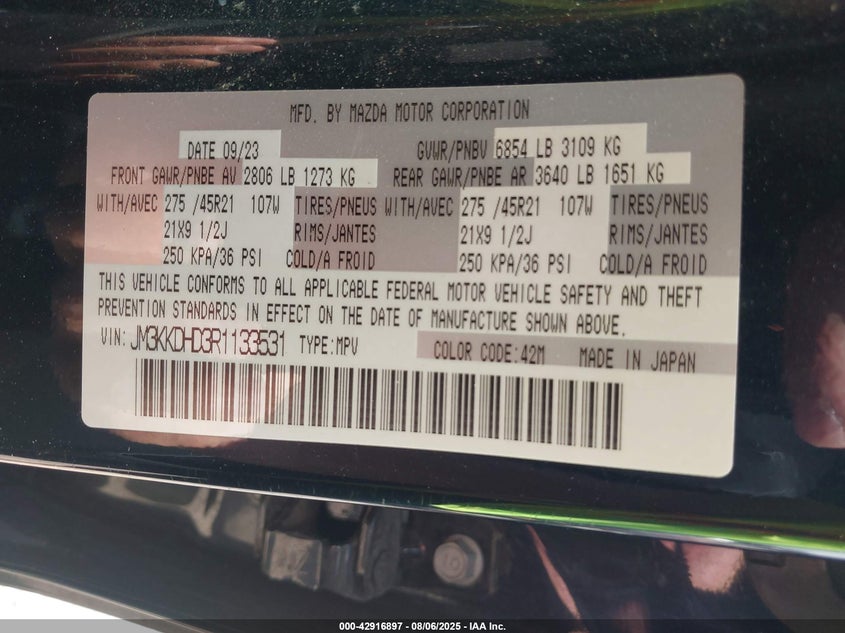 MFD. BY MAZDA MOTOR CORPORATION
DATE 09/23 GVWR/PNBV 6854 LB 3109 KG
FRONT GAWR/PNBE AV 2806 LB 1273 KG REAR GAWR/PNBE AR 3640 LB 1651 KG
WITH/AVEC 275 /45R21 107W TIRES/PNEUS WITH/AVEC 275 /45R21 107W TIRES/PNEUS
21X9 1/2J RIMS/JANTES 21X9 1/2J RIMS/JANTES
250 KPA/36 PSI COLD/A FROID 250 KPA/36 PSI COLD/A FROID
THIS VEHICLE CONFORMS TO ALL APPLICABLE FEDERAL MOTOR VEHICLE SAFETY AND THEFT
PREVENTION STANDARDS IN EFFECT ON THE DATE OF MANUFACTURE SHOWN ABOVE.
VIN: JM3KKDHD3R1133531 TYPE:MPV COLOR CODE:42M MADE IN JAPAN
000-42916897 - 08/06/2025 - IAA Inc.